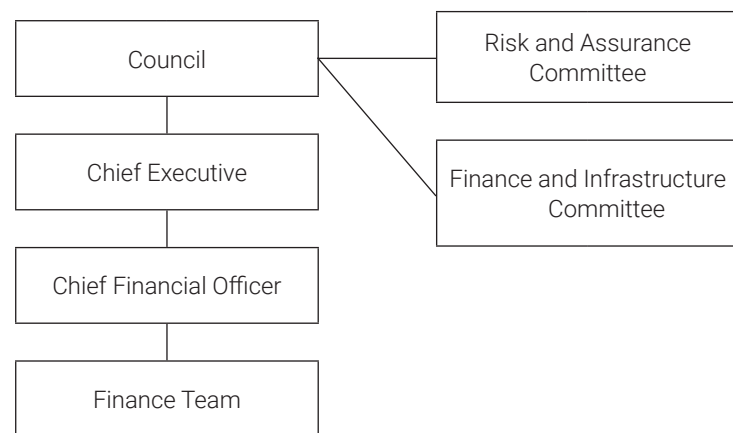 Council
Risk and Assurance
Committee
Chief Executive
Finance and Infrastructure
Committee
Chief Financial Officer
Finance Team